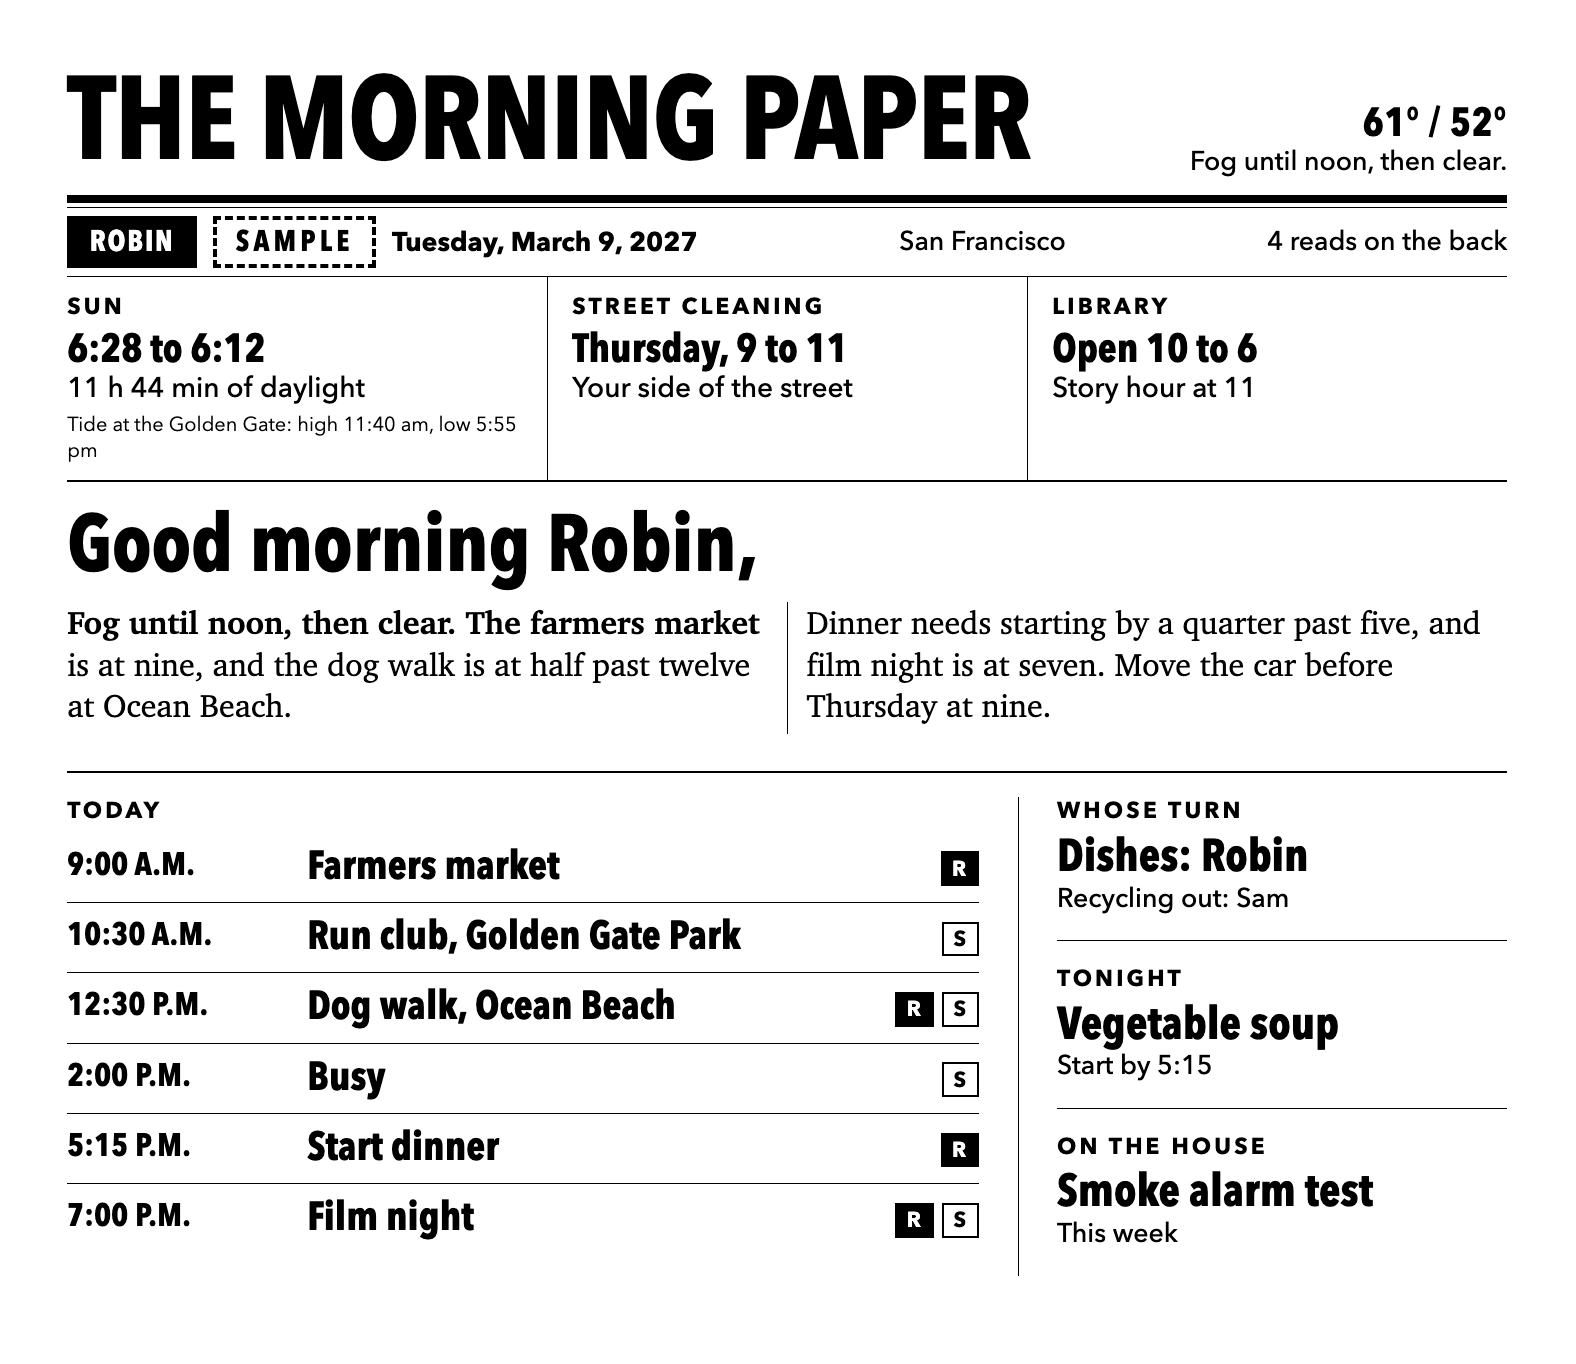 THE MORNING PAPER
61° / 52°
Fog until noon, then clear.
ROBIN
SAMPLE
Tuesday, March 9, 2027
San Francisco
4 reads on the back
SUN
6:28 to 6:12
11 h 44 min of daylight
Tide at the Golden Gate: high 11:40 am, low 5:55
pm
STREET CLEANING
Thursday, 9 to 11
Your side of the street
LIBRARY
Open 10 to 6
Story hour at 11
Good morning Robin,
Fog until noon, then clear. The farmers market
is at nine, and the dog walk is at half past twelve
at Ocean Beach.
Dinner needs starting by a quarter past five, and
film night is at seven. Move the car before
Thursday at nine.
TODAY
9:00 A.M. Farmers market R
10:30 A.M. Run club, Golden Gate Park S
12:30 P.M. Dog walk, Ocean Beach R S
2:00 P.M. Busy S
5:15 P.M. Start dinner R
7:00 P.M. Film night R S
WHOSE TURN
Dishes: Robin
Recycling out: Sam
TONIGHT
Vegetable soup
Start by 5:15
ON THE HOUSE
Smoke alarm test
This week